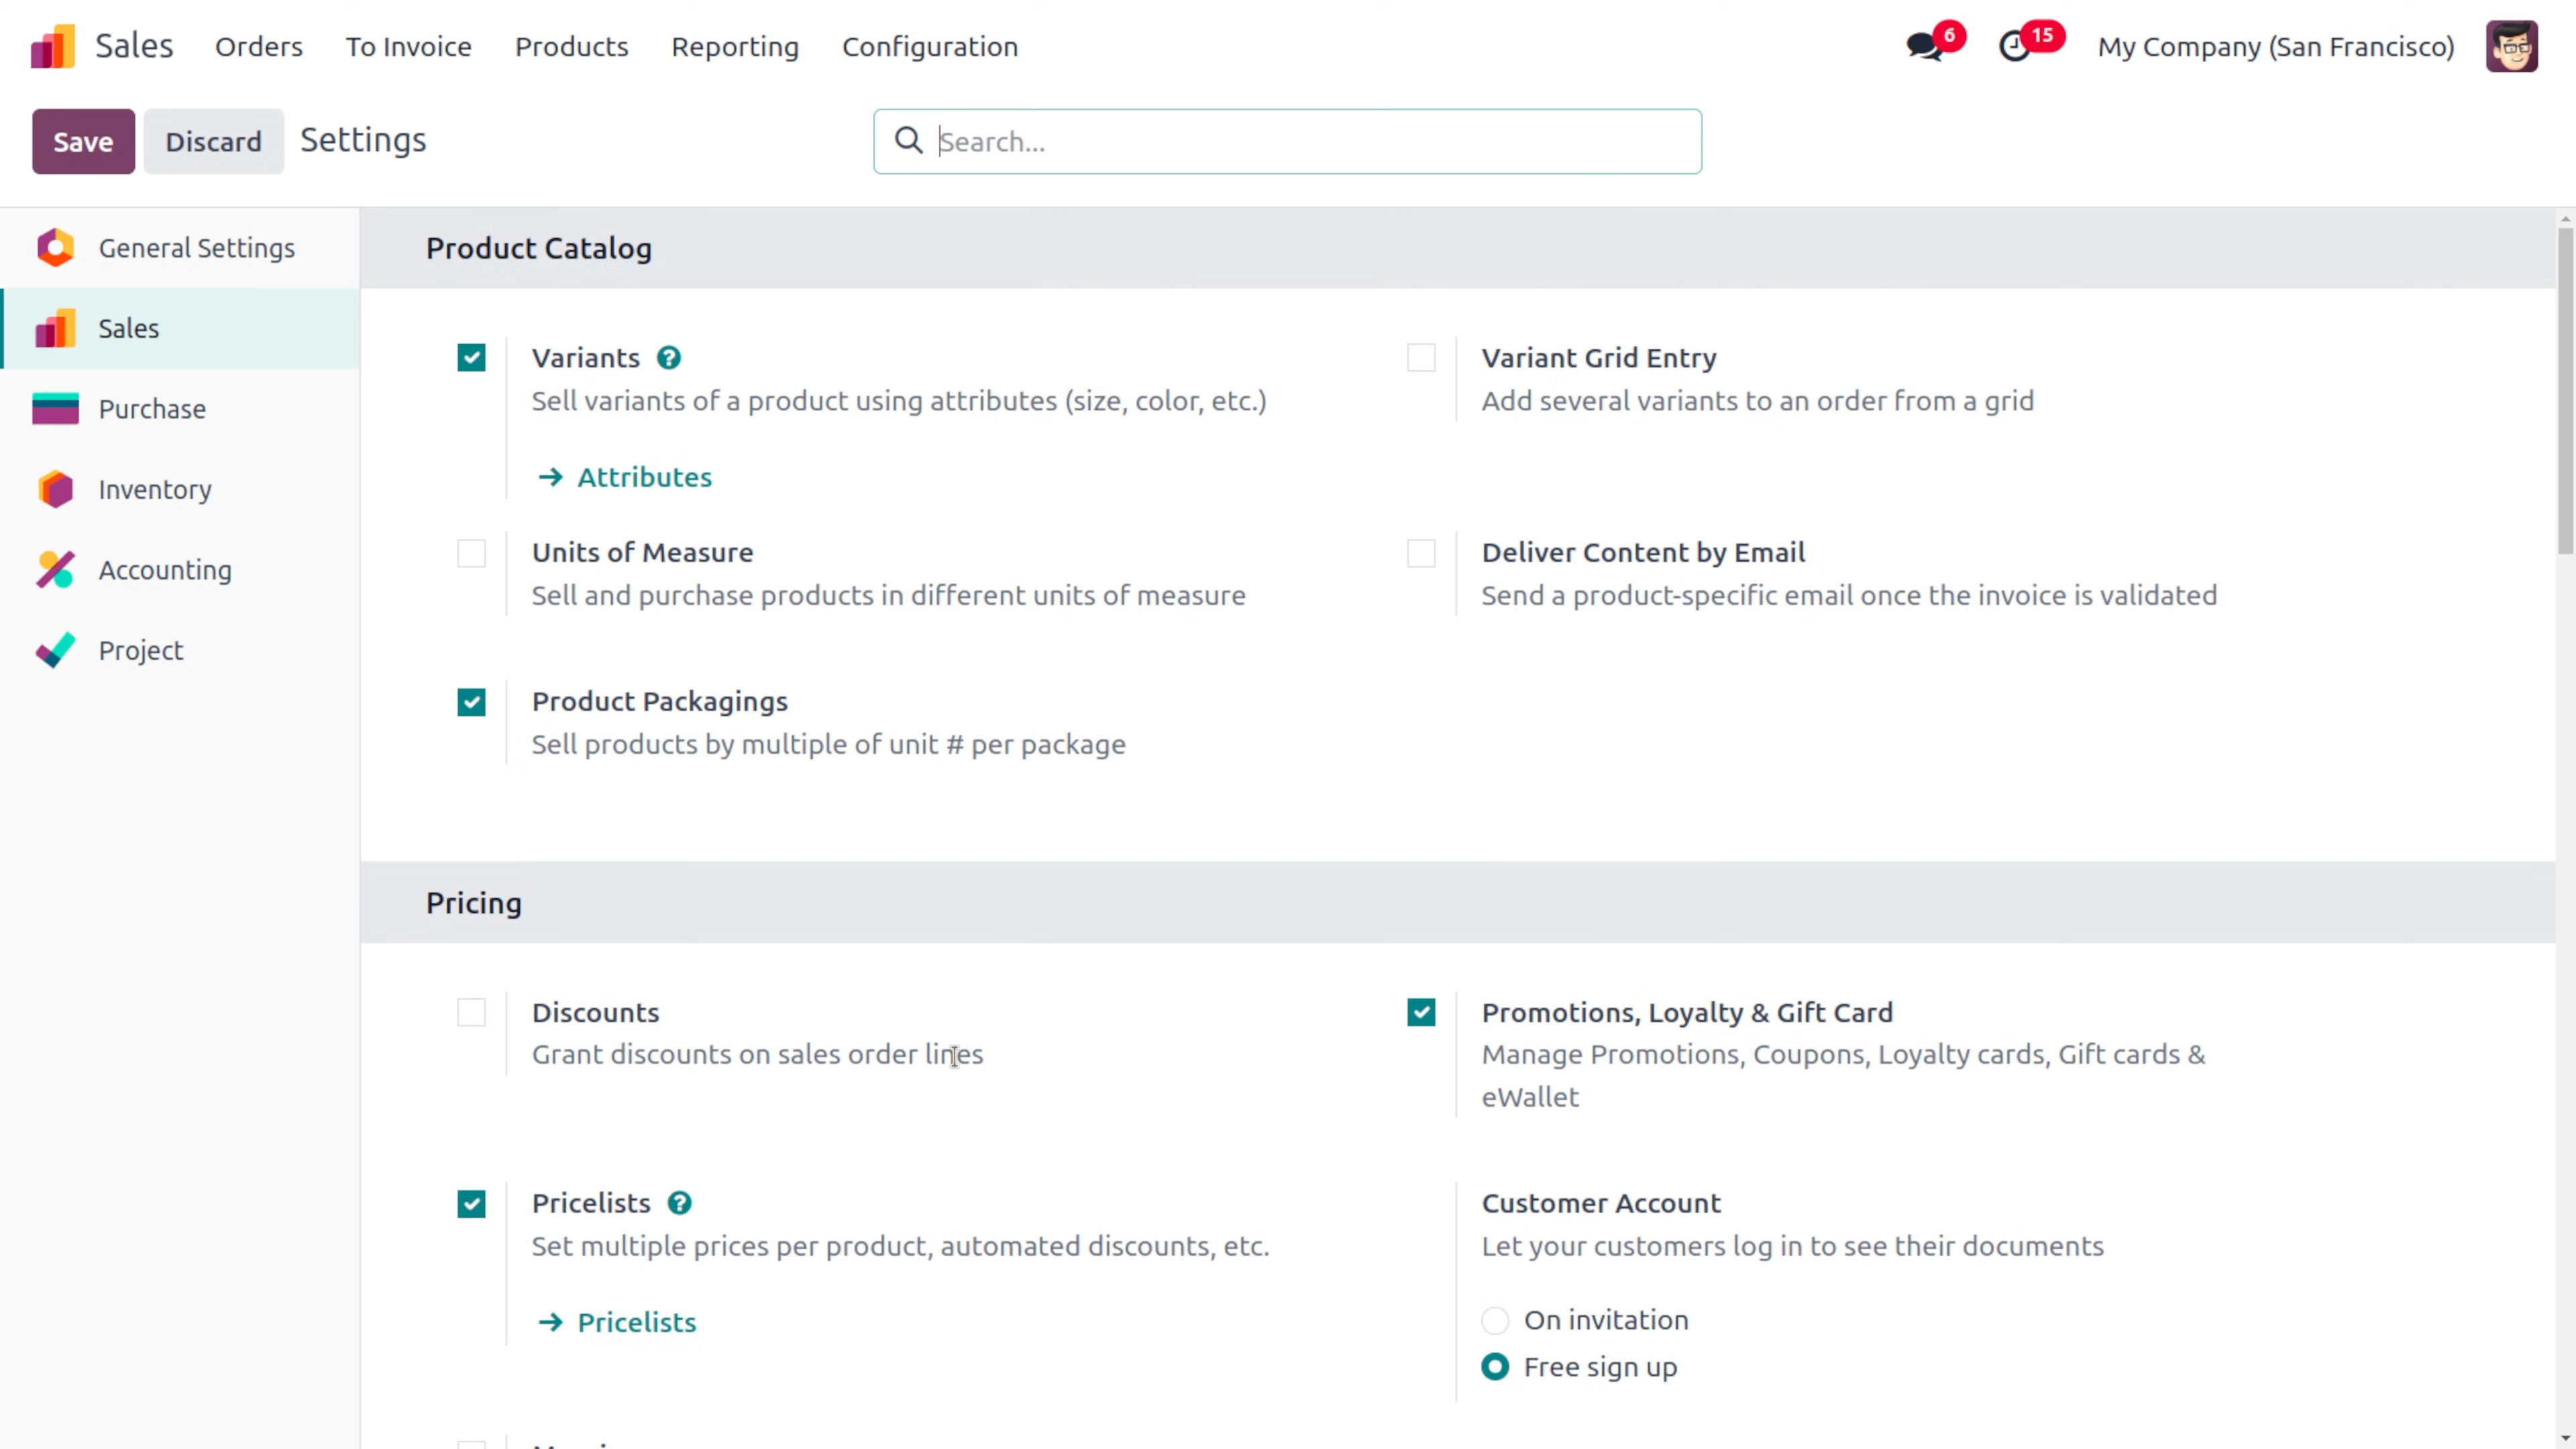 Sales Orders To Invoice Products Reporting Configuration 6 15 My Company (San Francisco)
Save Discard Settings Search...
General Settings
Sales
Purchase
Inventory
Accounting
Project
Product Catalog
Variants ?
Sell variants of a product using attributes (size, color, etc.)
→ Attributes
Variant Grid Entry
Add several variants to an order from a grid
Units of Measure
Sell and purchase products in different units of measure
Deliver Content by Email
Send a product-specific email once the invoice is validated
Product Packagings
Sell products by multiple of unit # per package
Pricing
Discounts
Grant discounts on sales order lines
Promotions, Loyalty & Gift Card
Manage Promotions, Coupons, Loyalty cards, Gift cards &
eWallet
Pricelists ?
Set multiple prices per product, automated discounts, etc.
→ Pricelists
Customer Account
Let your customers log in to see their documents
On invitation
Free sign up